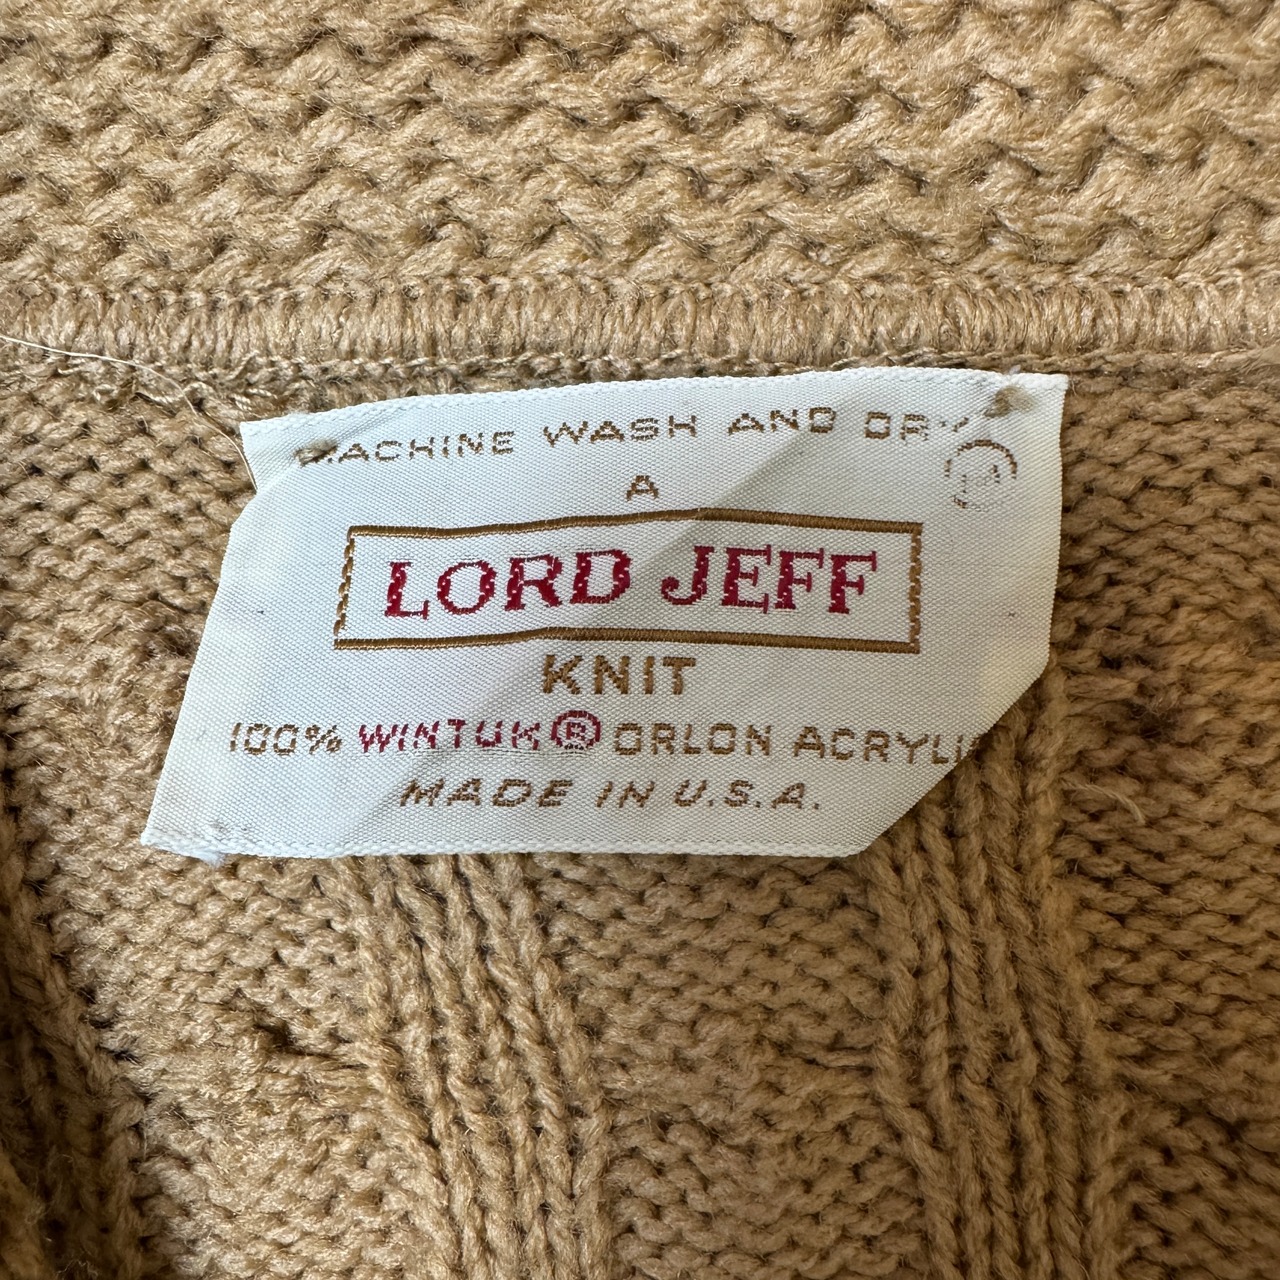 MACHINE WASH AND DRY
A
LORD JEFF
KNIT
100% WINTUK® ORLON ACRYLIC
MADE IN U.S.A.